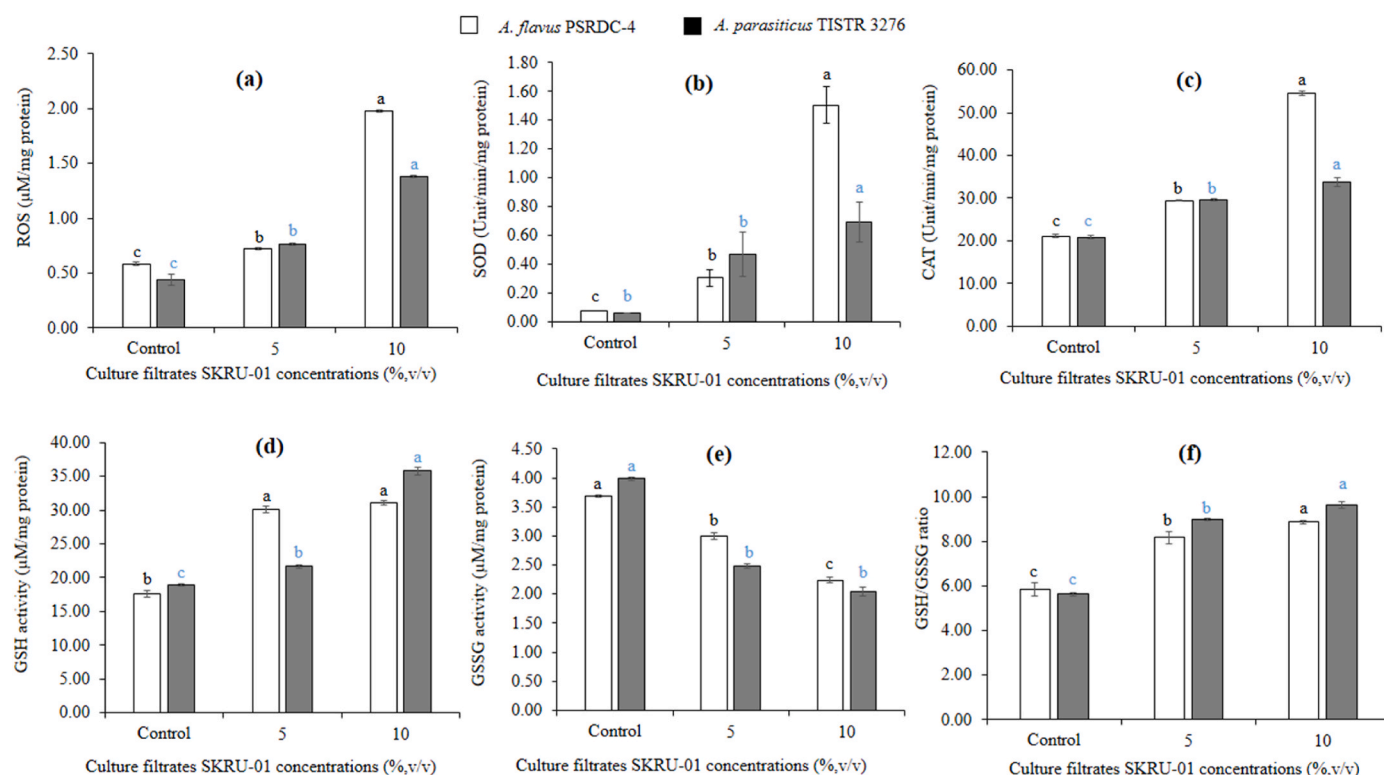 A. flavus PSRDC-4 A. parasiticus TISTR 3276
(a)
ROS (μM/mg protein)
2.50
2.00
1.50
1.00
0.50
0.00
c c b b a a
Control 5 10
Culture filtrates SKRU-01 concentrations (%,v/v)
(b)
SOD (Unit/min/mg protein)
1.80
1.60
1.40
1.20
1.00
0.80
0.60
0.40
0.20
0.00
c b b b a a
Control 5 10
Culture filtrates SKRU-01 concentrations (%,v/v)
(c)
CAT (Unit/min/mg protein)
60.00
50.00
40.00
30.00
20.00
10.00
0.00
c c b b a a
Control 5 10
Culture filtrates SKRU-01 concentrations (%,v/v)
(d)
GSH activity (μM/mg protein)
40.00
35.00
30.00
25.00
20.00
15.00
10.00
5.00
0.00
b c a b a a
Control 5 10
Culture filtrates SKRU-01 concentrations (%,v/v)
(e)
GSSG activity (μM/mg protein)
4.50
4.00
3.50
3.00
2.50
2.00
1.50
1.00
0.50
0.00
a a b b c b
Control 5 10
Culture filtrates SKRU-01 concentrations (%,v/v)
(f)
GSH/GSSG ratio
12.00
10.00
8.00
6.00
4.00
2.00
0.00
c c b b a a
Control 5 10
Culture filtrates SKRU-01 concentrations (%,v/v)